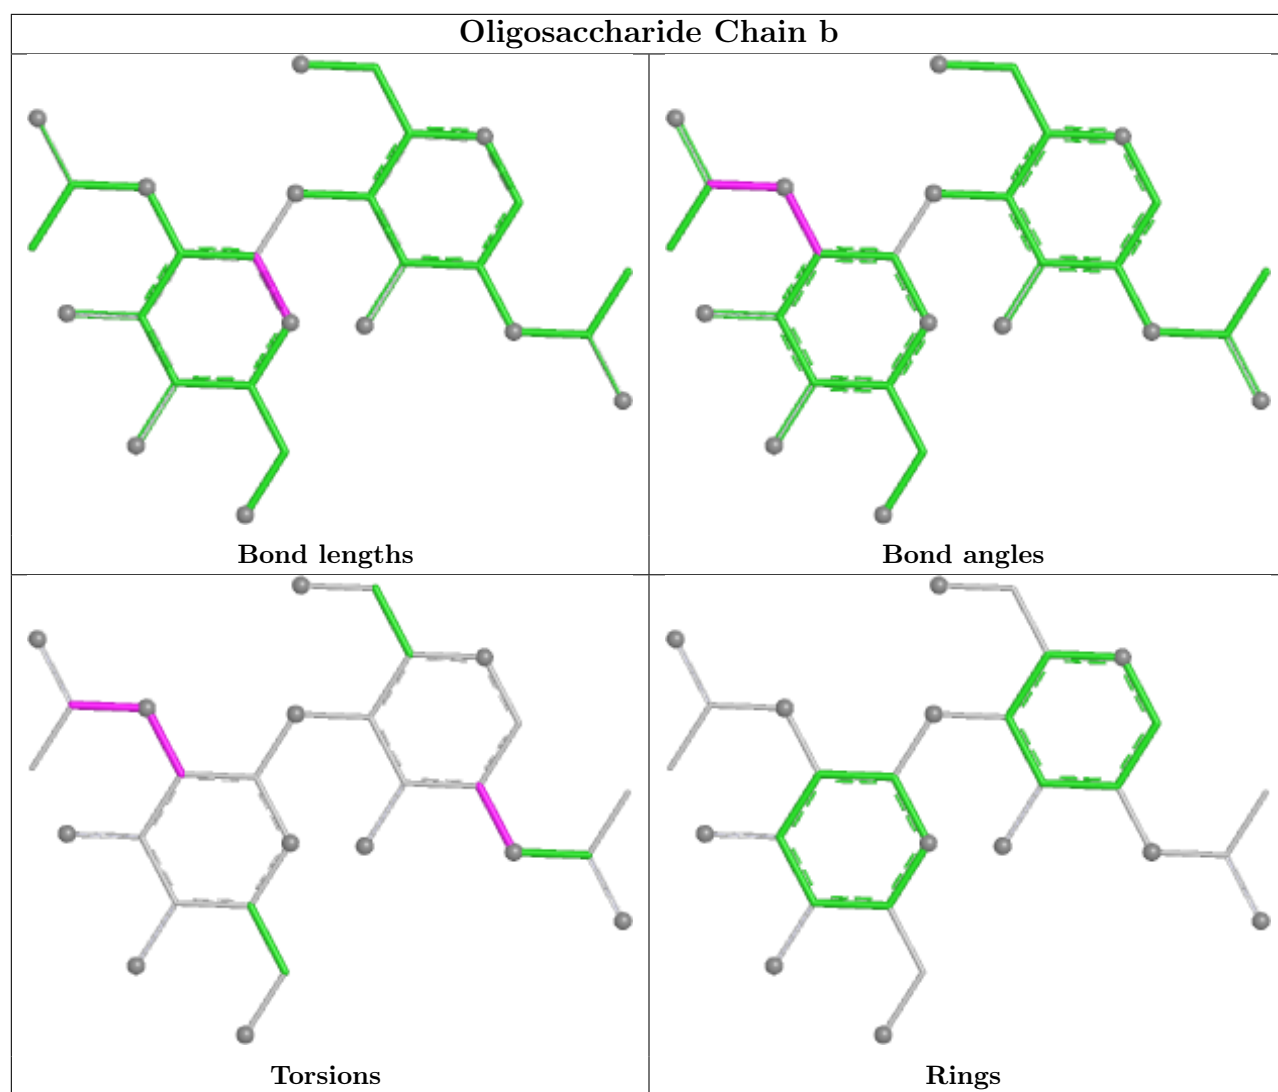 Oligosaccharide Chain b
Bond lengths
Bond angles
Torsions
Rings